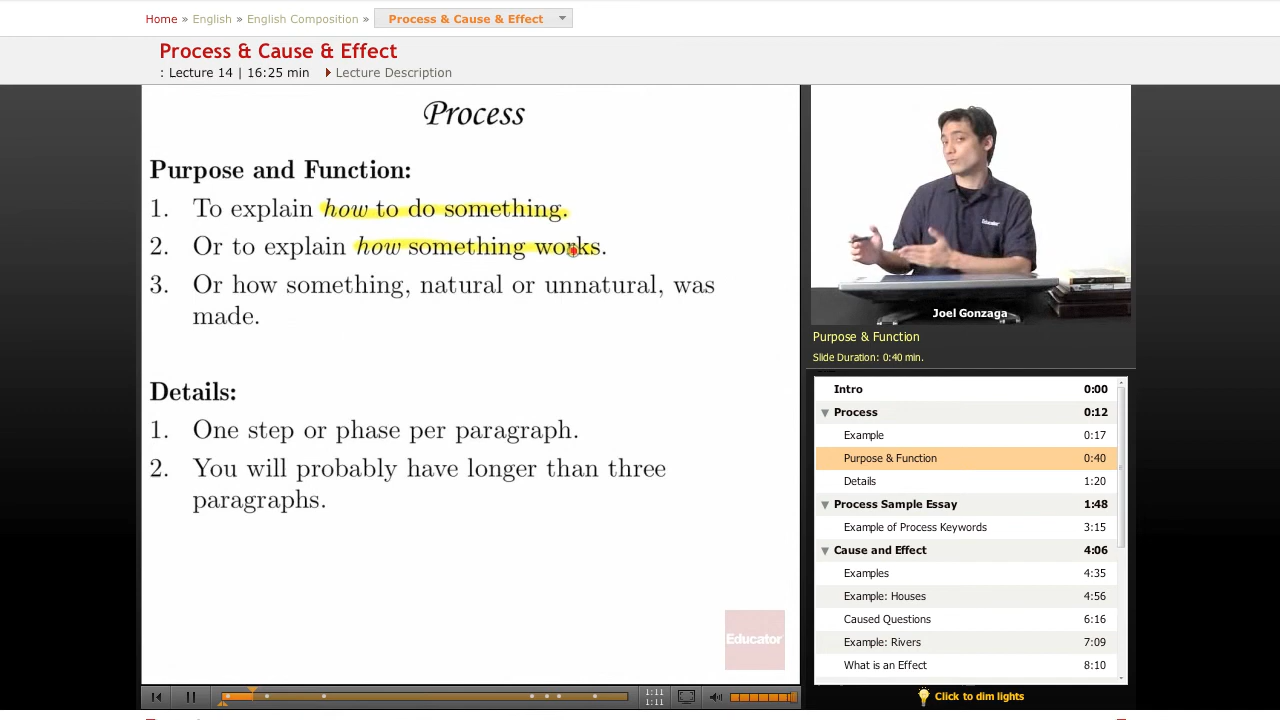 Home » English » English Composition » Process & Cause & Effect
Process & Cause & Effect
: Lecture 14 | 16:25 min Lecture Description
Process
Purpose and Function:
1. To explain how to do something.
2. Or to explain how something works.
3. Or how something, natural or unnatural, was
made.
Details:
1. One step or phase per paragraph.
2. You will probably have longer than three
paragraphs.
Educator
Educator
Joel Gonzaga
Purpose & Function
Slide Duration: 0:40 min.
Intro 0:00
Process 0:12
Example 0:17
Purpose & Function 0:40
Details 1:20
Process Sample Essay 1:48
Example of Process Keywords 3:15
Cause and Effect 4:06
Examples 4:35
Example: Houses 4:56
Caused Questions 6:16
Example: Rivers 7:09
What is an Effect 8:10
1:11
1:11
Click to dim lights